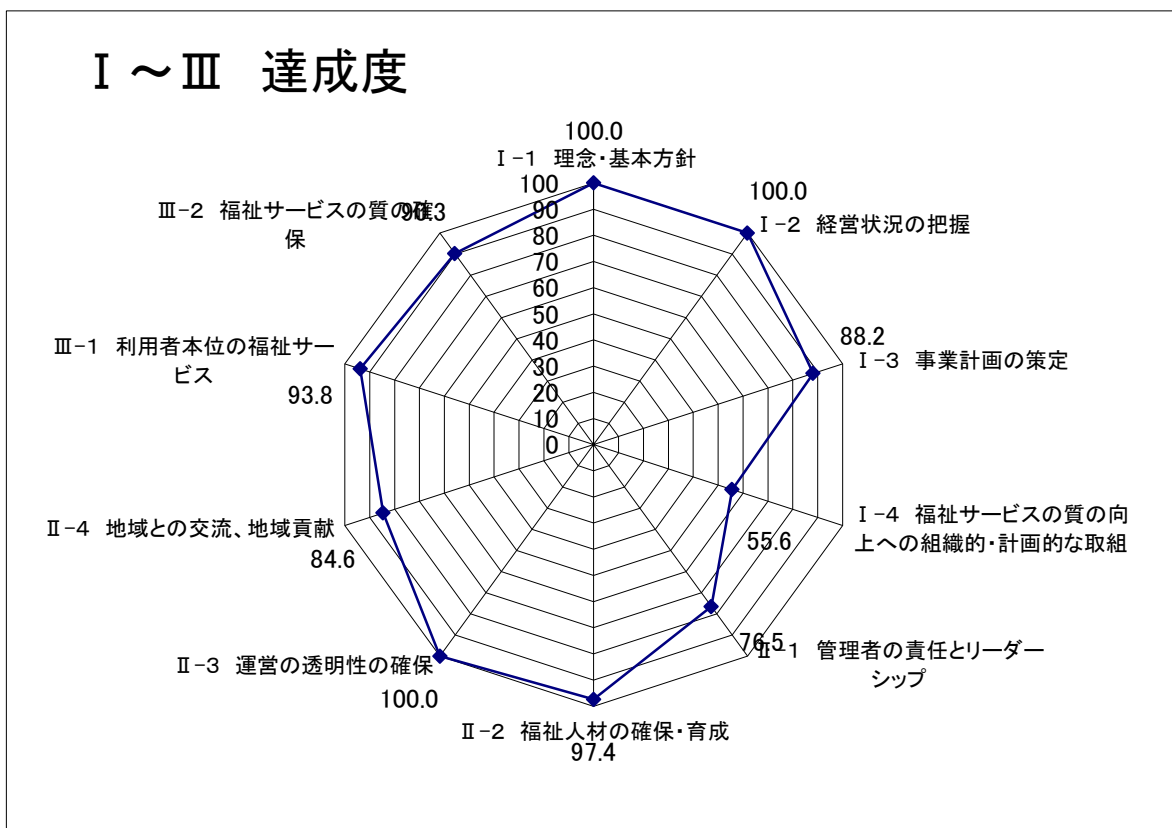 Ⅰ～Ⅲ 達成度
100.0
Ⅰ-1 理念・基本方針
100.0
Ⅰ-2 経営状況の把握
88.2
Ⅰ-3 事業計画の策定
Ⅰ-4 福祉サービスの質の向
上への組織的・計画的な取組
55.6
76.5
Ⅱ-1 管理者の責任とリーダー
シップ
Ⅱ-2 福祉人材の確保・育成
97.4
Ⅱ-3 運営の透明性の確保
100.0
Ⅱ-4 地域との交流、地域貢献
84.6
Ⅲ-1 利用者本位の福祉サー
ビス
93.8
Ⅲ-2 福祉サービスの質の確
保
90.3
100
90
80
70
60
50
40
30
20
10
0